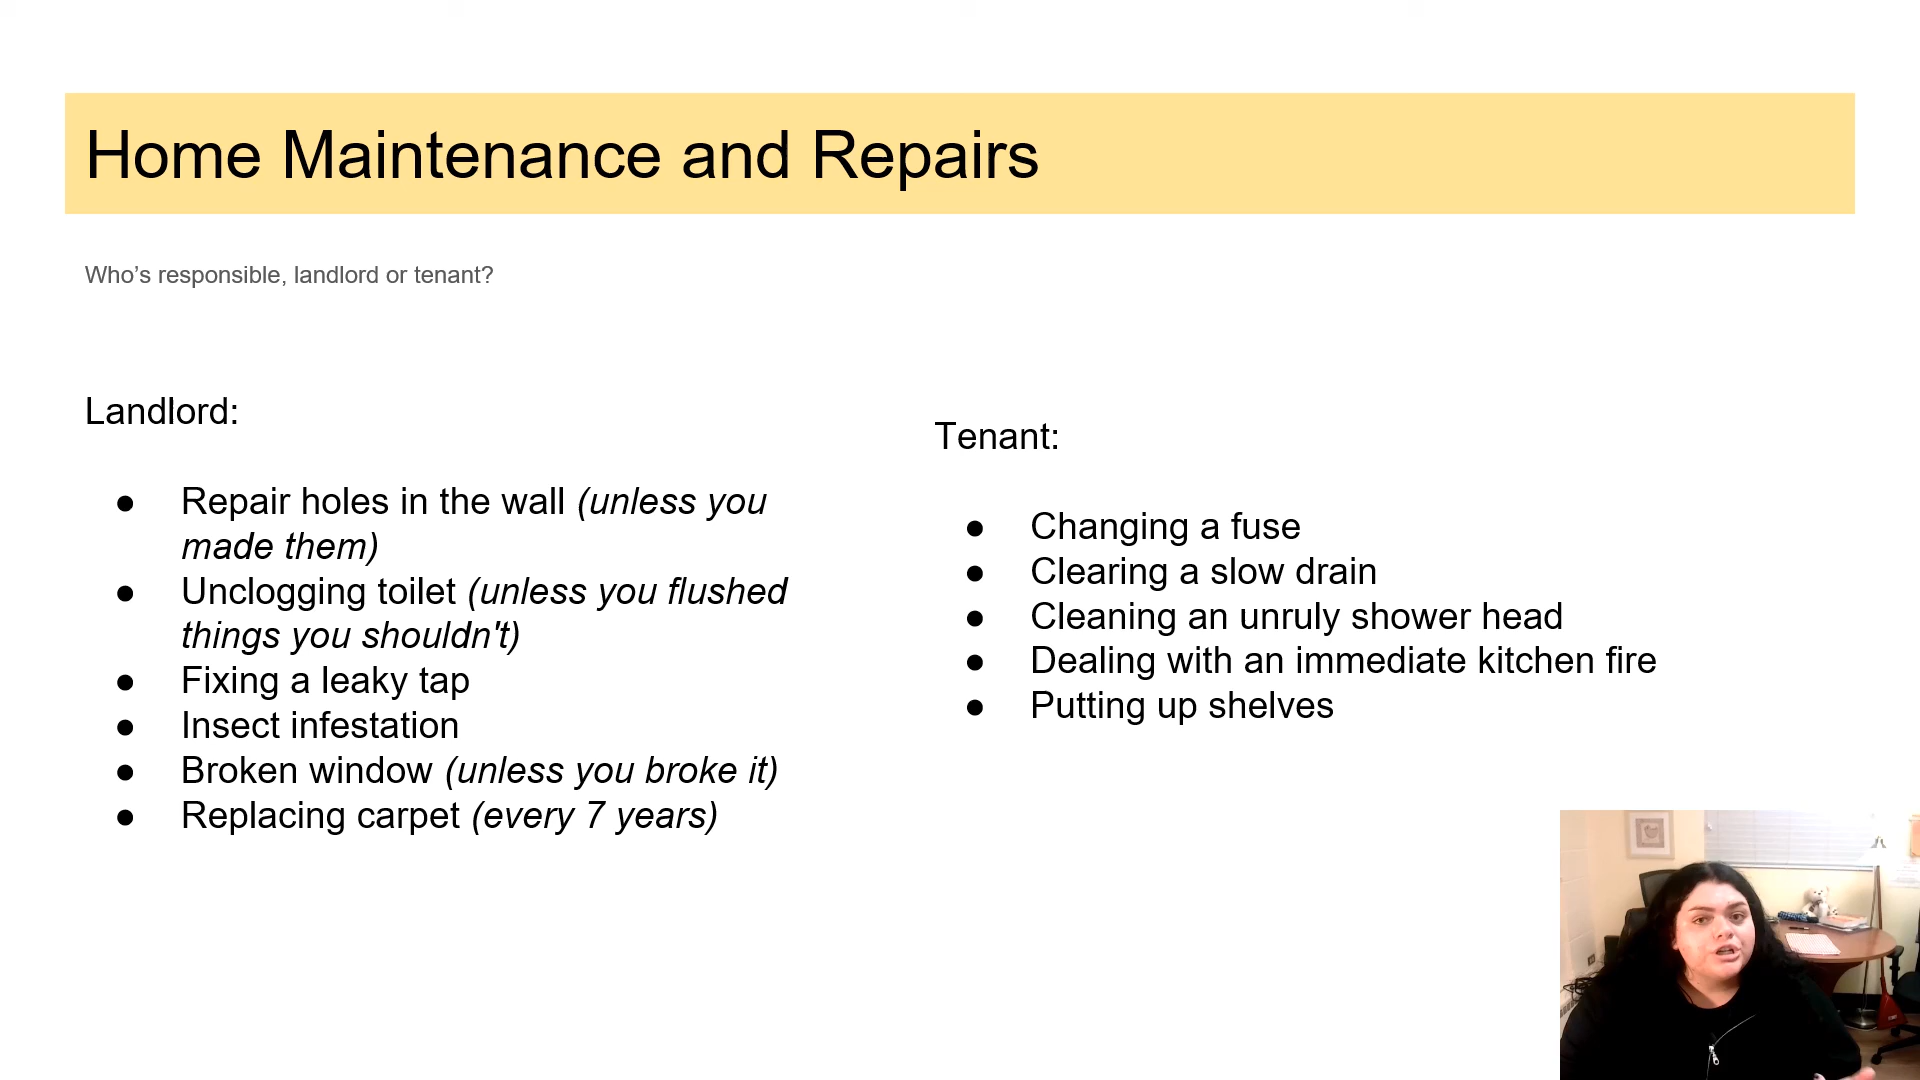 Home Maintenance and Repairs
Who’s responsible, landlord or tenant?
Landlord:
● Repair holes in the wall (unless you
made them)
● Unclogging toilet (unless you flushed
things you shouldn't)
● Fixing a leaky tap
● Insect infestation
● Broken window (unless you broke it)
● Replacing carpet (every 7 years)
Tenant:
● Changing a fuse
● Clearing a slow drain
● Cleaning an unruly shower head
● Dealing with an immediate kitchen fire
● Putting up shelves